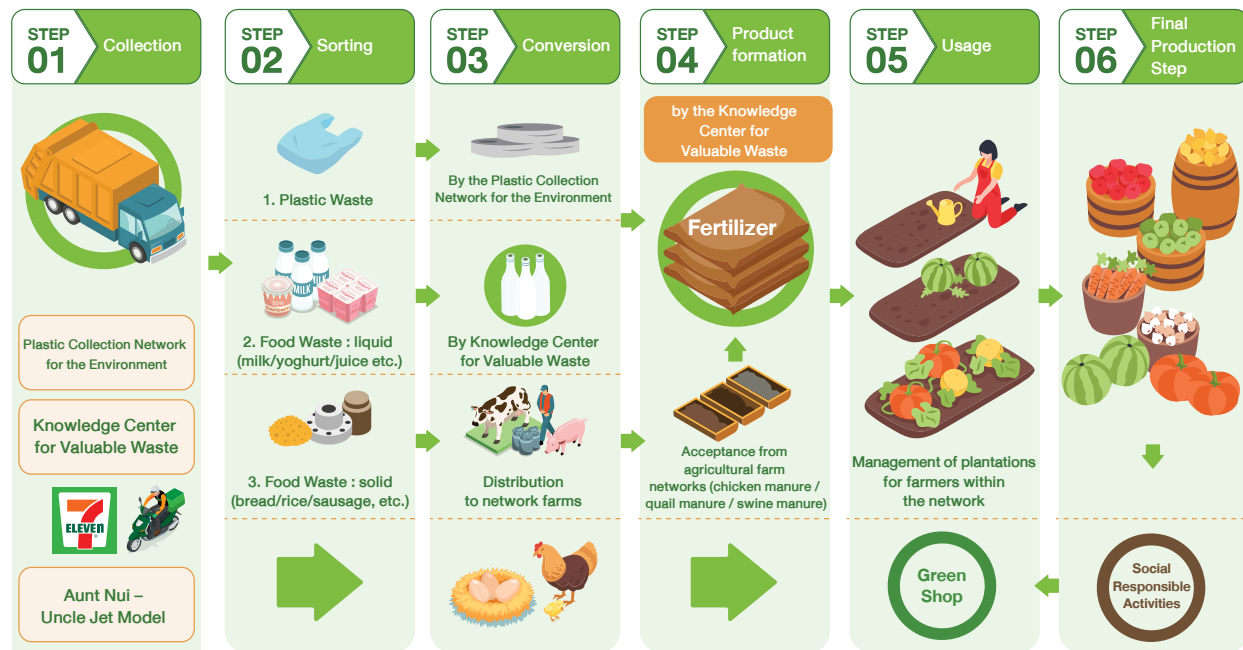 STEP
01
Collection
STEP
02
Sorting
STEP
03
Conversion
STEP
04
Product
formation
STEP
05
Usage
STEP
06
Final
Production
Step
Plastic Collection Network
for the Environment
Knowledge Center
for Valuable Waste
7
ELEVEN
Aunt Nui –
Uncle Jet Model
1. Plastic Waste
MILK
MILK
MILK
2. Food Waste : liquid
(milk/yoghurt/juice etc.)
3. Food Waste : solid
(bread/rice/sausage, etc.)
By the Plastic Collection
Network for the Environment
By Knowledge Center
for Valuable Waste
Distribution
to network farms
by the Knowledge
Center for
Valuable Waste
Fertilizer
Acceptance from
agricultural farm
networks (chicken manure /
quail manure / swine manure)
Management of plantations
for farmers within
the network
Green
Shop
Social
Responsible
Activities